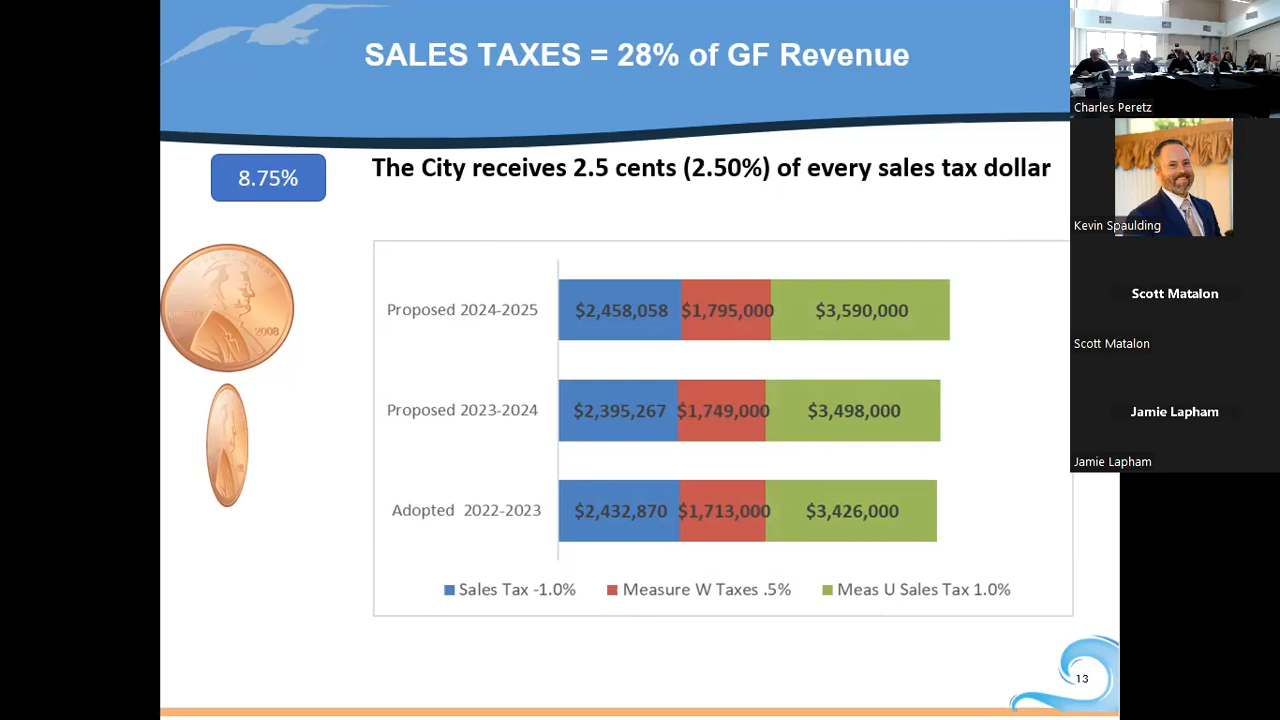 SALES TAXES = 28% of GF Revenue
8.75%
The City receives 2.5 cents (2.50%) of every sales tax dollar
2008
Proposed 2024-2025
$2,458,058
$1,795,000
$3,590,000
Proposed 2023-2024
$2,395,267
$1,749,000
$3,498,000
Adopted 2022-2023
$2,432,870
$1,713,000
$3,426,000
Sales Tax -1.0%
Measure W Taxes .5%
Meas U Sales Tax 1.0%
13
Charles Peretz
Kevin Spaulding
Scott Matalon
Scott Matalon
Jamie Lapham
Jamie Lapham